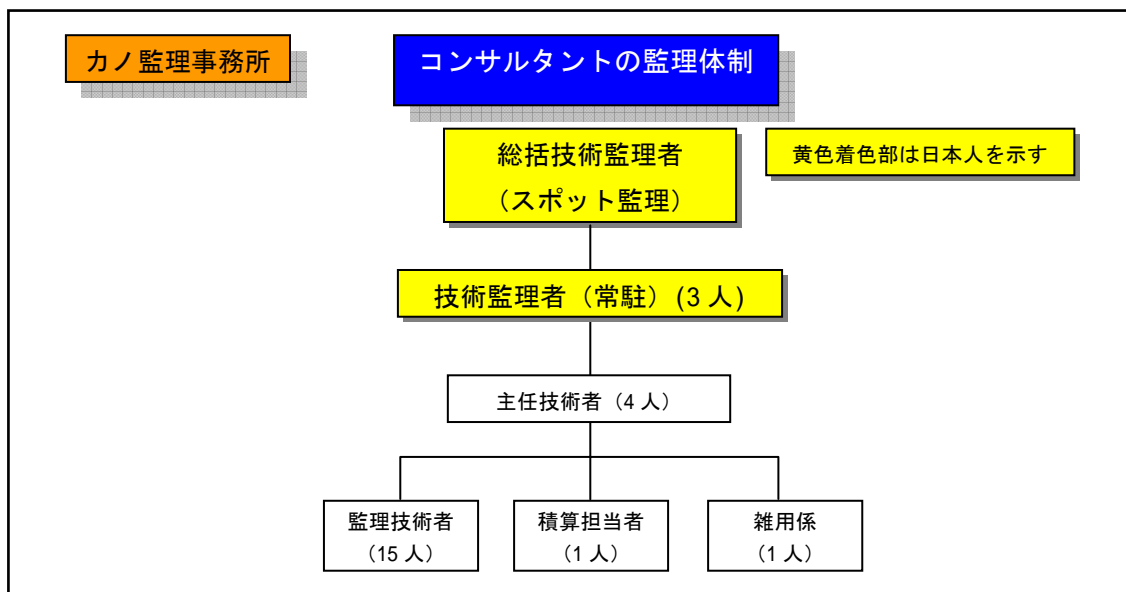 カノ監理事務所
コンサルタントの監理体制
総括技術監理者
（スポット監理）
黄色着色部は日本人を示す
技術監理者（常駐）(3 人)
主任技術者（4 人）
監理技術者
（15 人）
積算担当者
（1 人）
雑用係
（1 人）